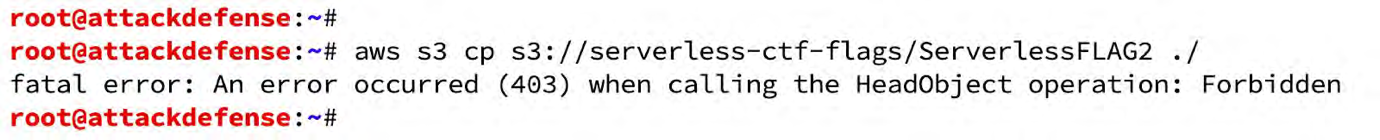 root@attackdefense:~#
root@attackdefense:~# aws s3 cp s3://serverless-ctf-flags/ServerlessFLAG2 ./
fatal error: An error occurred (403) when calling the HeadObject operation: Forbidden
root@attackdefense:~#